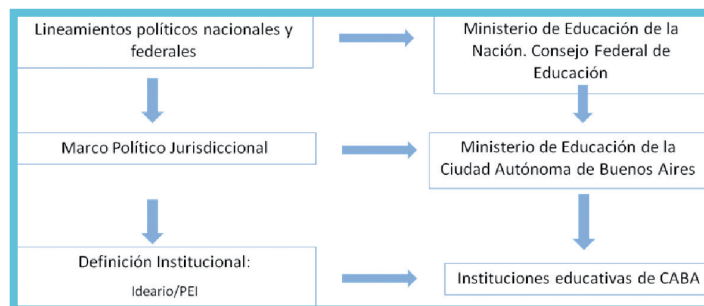 Lineamientos políticos nacionales y
federales
Ministerio de Educación de la
Nación. Consejo Federal de
Educación
Marco Político Jurisdiccional
Ministerio de Educación de la
Ciudad Autónoma de Buenos Aires
Definición Institucional:
Ideario/PEI
Instituciones educativas de CABA